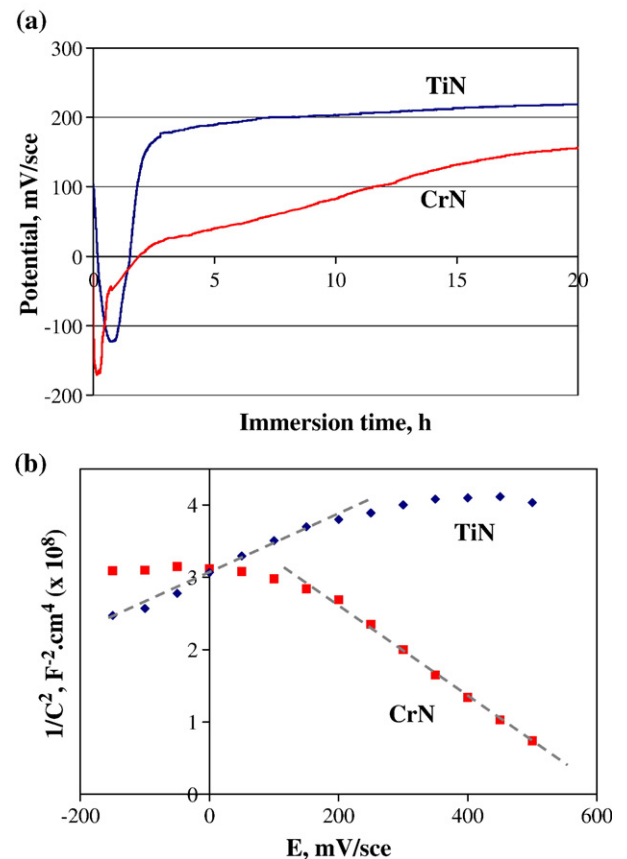 (a)
300
200
100
0
-100
-200
Potential, mV/sce
TiN
CrN
0 5 10 15 20
Immersion time, h
(b)
4
3
2
1
0
1/C², F⁻².cm⁴ (x 10⁸)
TiN
CrN
-200 0 200 400 600
E, mV/sce